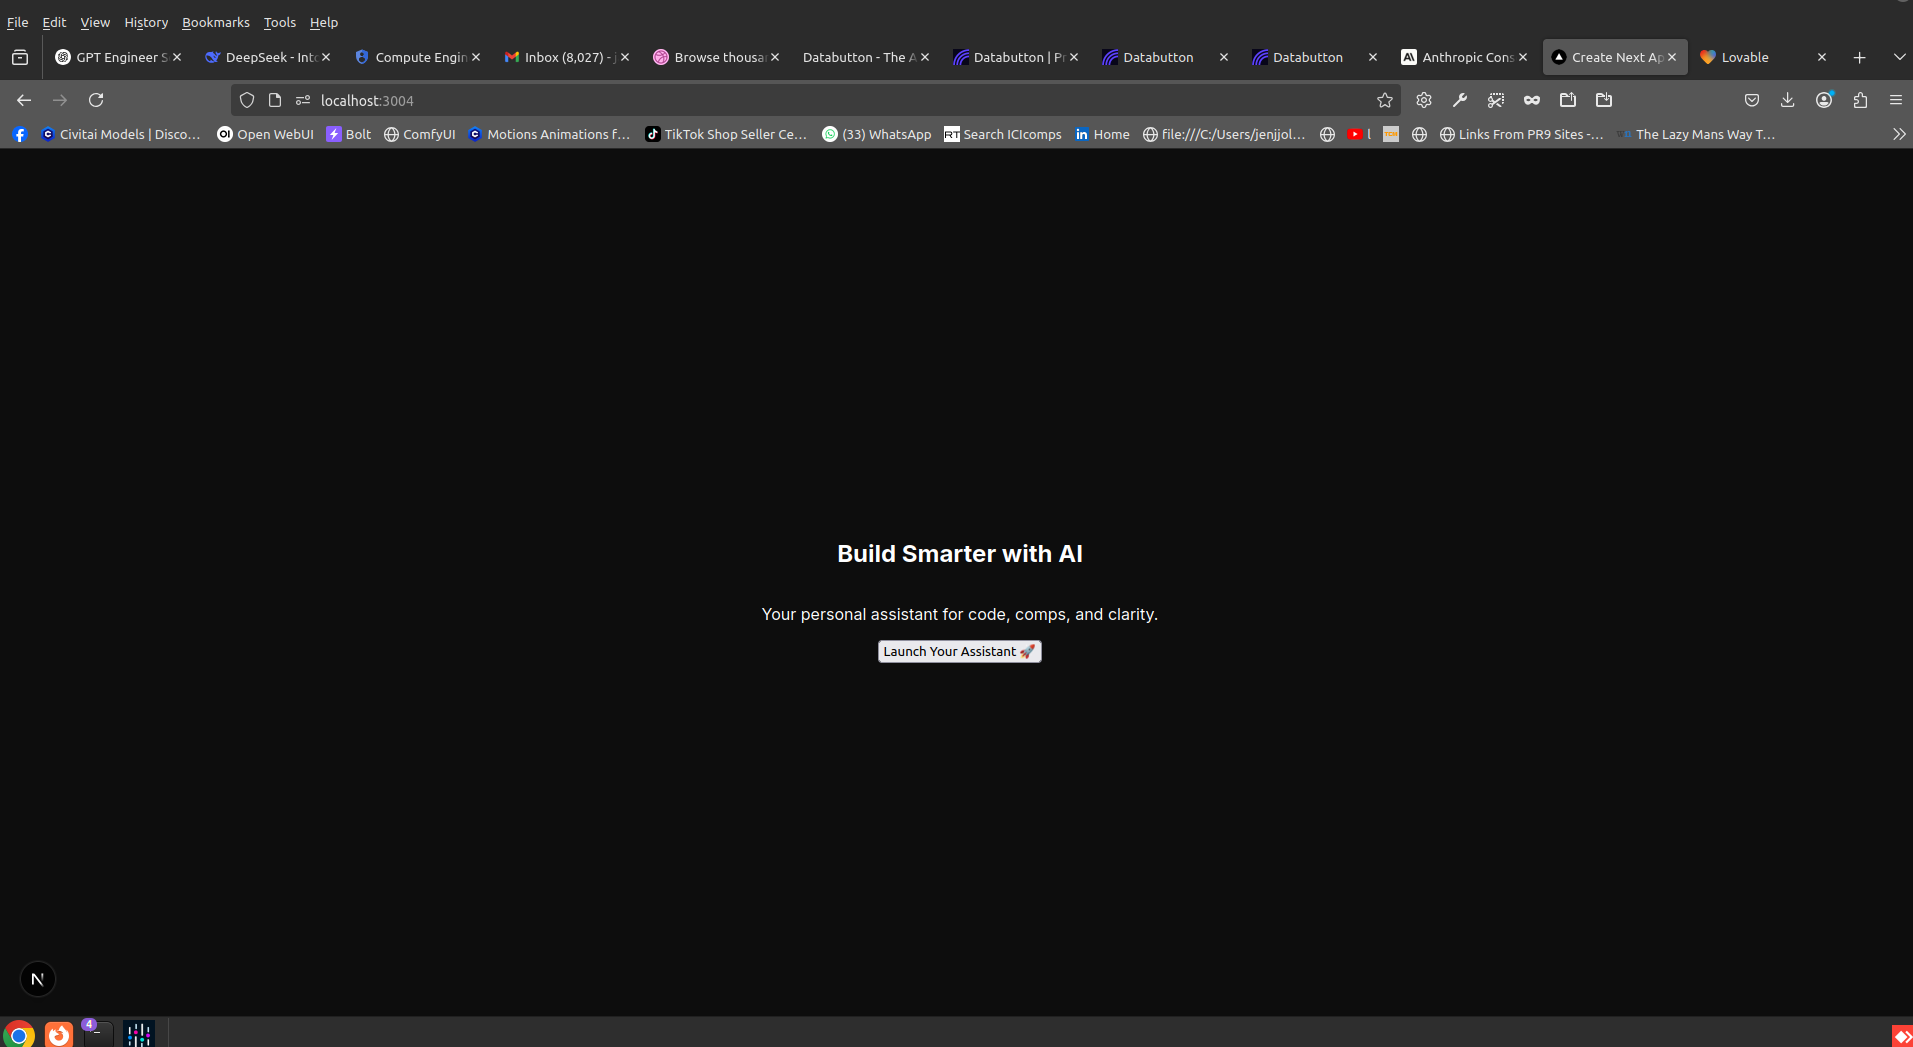 File Edit View History Bookmarks Tools Help
GPT Engineer S
DeepSeek - Int
Compute Engin
Inbox (8,027) - j
Browse thousa
Databutton - The A
Databutton | Pr
Databutton
Databutton
Anthropic Cons
Create Next Ap
Lovable
localhost:3004
Civitai Models | Disco…
Open WebUI
Bolt
ComfyUI
Motions Animations f…
TikTok Shop Seller Ce…
(33) WhatsApp
RT Search ICIcomps
in Home
file:///C:/Users/jenjjol…
l
Links From PR9 Sites -…
The Lazy Mans Way T…
Build Smarter with AI
Your personal assistant for code, comps, and clarity.
Launch Your Assistant 🚀
N
4